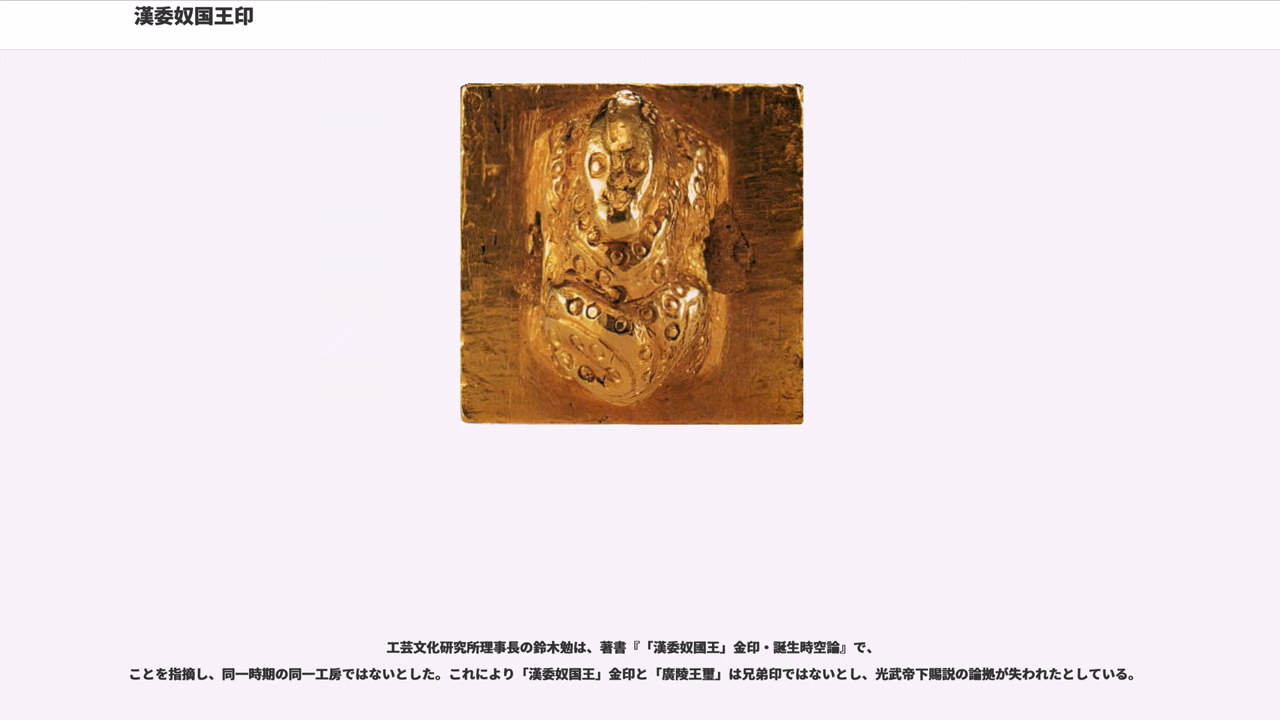 漢委奴国王印
工芸文化研究所理事長の鈴木勉は、著書『「漢委奴國王」金印・誕生時空論』で、
ことを指摘し、同一時期の同一工房ではないとした。これにより「漢委奴国王」金印と「廣陵王璽」は兄弟印ではないとし、光武帝下賜説の論拠が失われたとしている。